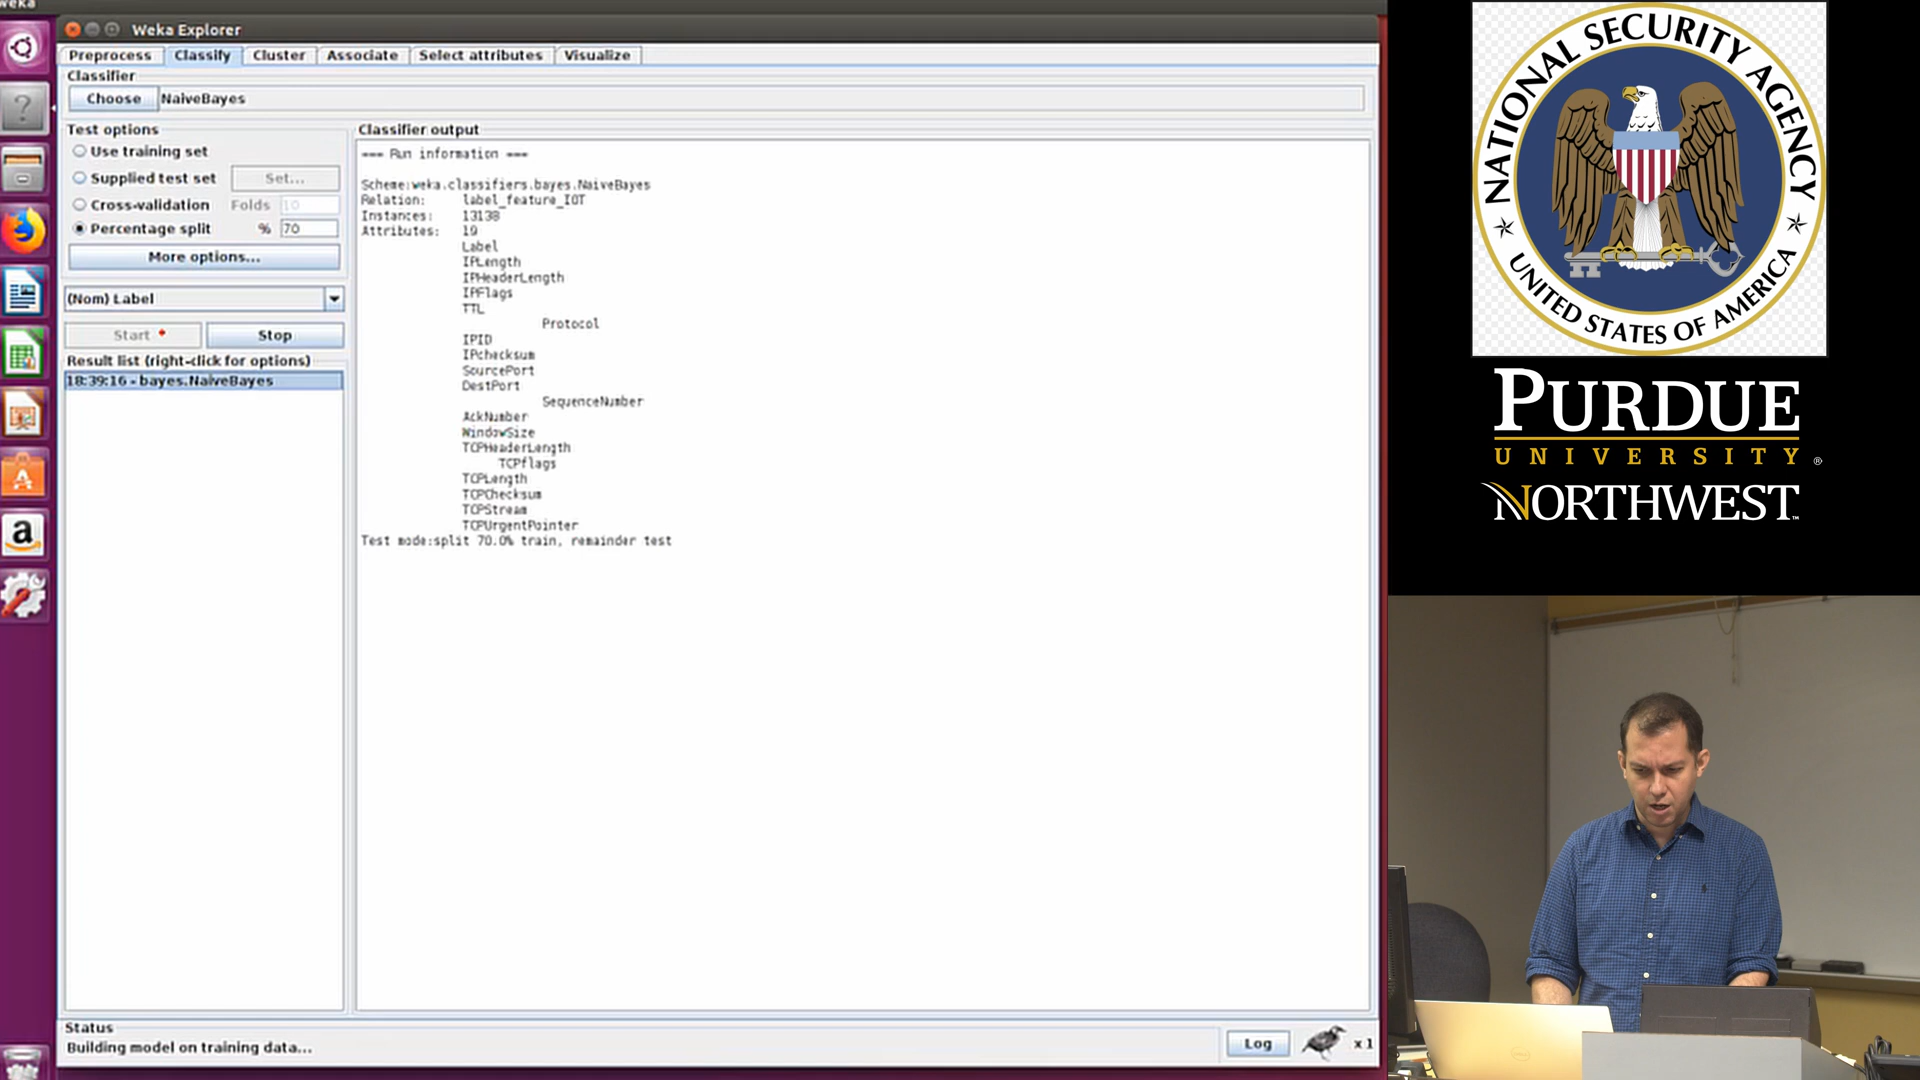 weka
Weka Explorer
Preprocess Classify Cluster Associate Select attributes Visualize
Classifier
Choose NaiveBayes
Test options
Use training set
Supplied test set Set...
Cross-validation Folds 10
Percentage split % 70
More options...
(Nom) Label
Start Stop
Result list (right-click for options)
18:39:16 - bayes.NaiveBayes
Classifier output
=== Run information ===
Scheme:weka.classifiers.bayes.NaiveBayes
Relation: label_feature_IOT
Instances: 13138
Attributes: 19
Label
IPLength
IPHeaderLength
IPFlags
TTL
Protocol
IPID
IPchecksum
SourcePort
DestPort
SequenceNumber
AckNumber
WindowSize
TCPHeaderLength
TCPflags
TCPLength
TCPChecksum
TCPStream
TCPUrgentPointer
Test mode:split 70.0% train, remainder test
Status
Building model on training data...
Log x 1
NATIONAL SECURITY AGENCY
UNITED STATES OF AMERICA
PURDUE
UNIVERSITY®
NORTHWEST™